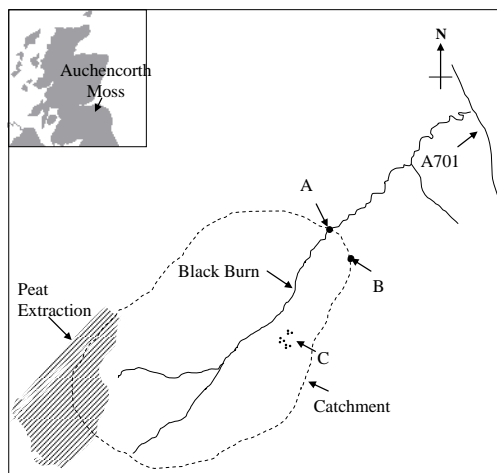 Auchencorth
Moss
N
A701
A
Black Burn
B
Peat
Extraction
C
Catchment